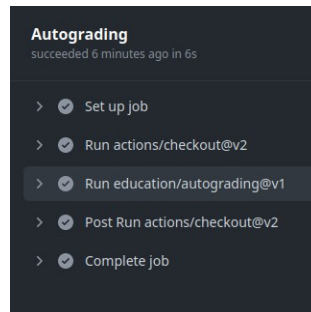 Autograding
succeeded 6 minutes ago in 6s
Set up job
Run actions/checkout@v2
Run education/autograding@v1
Post Run actions/checkout@v2
Complete job